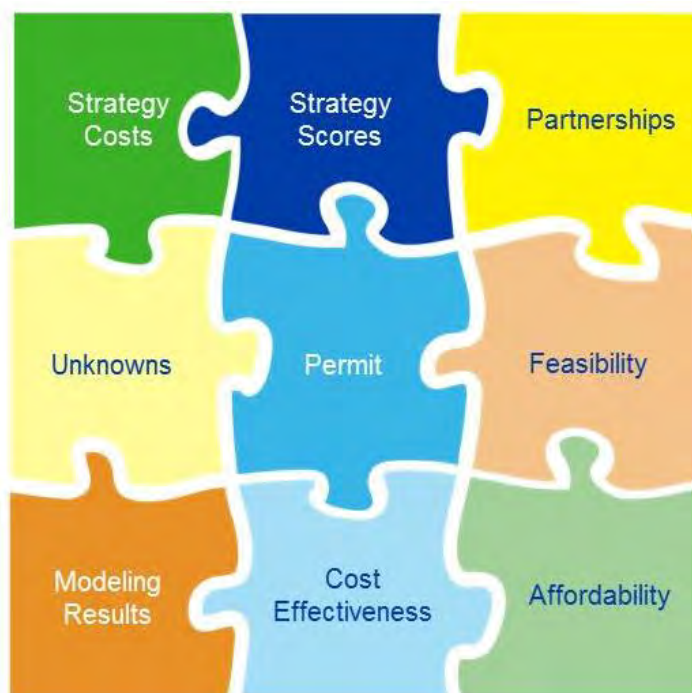 Strategy
Costs
Strategy
Scores
Partnerships
Unknowns
Permit
Feasibility
Modeling
Results
Cost
Effectiveness
Affordability